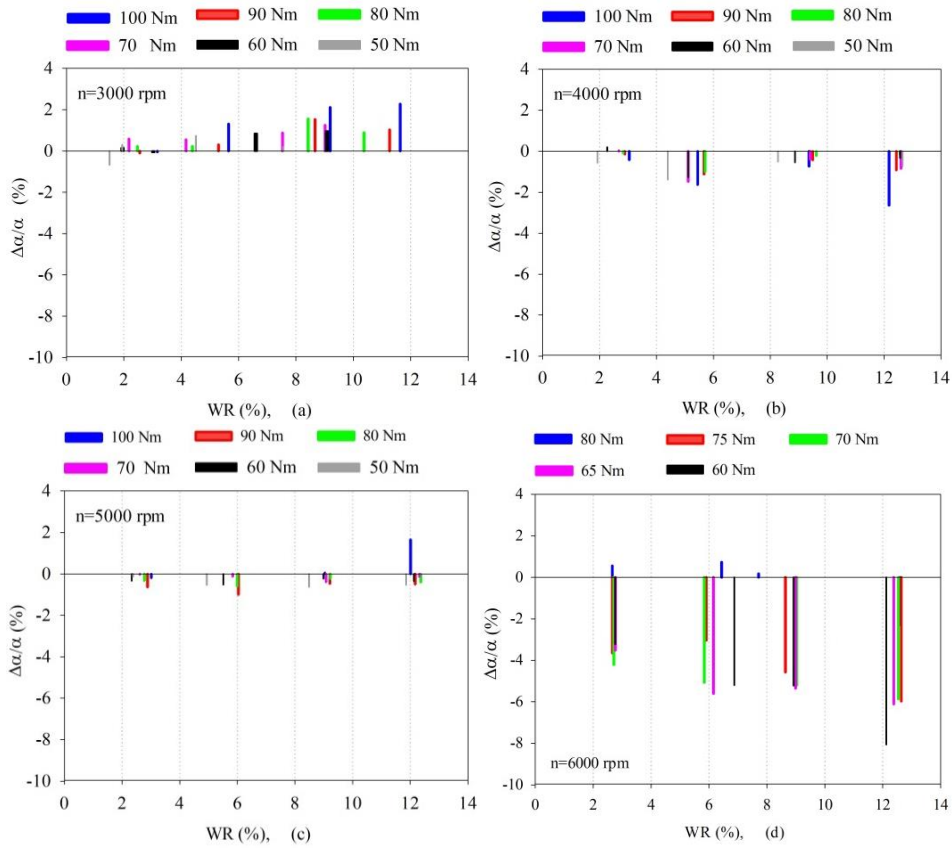 100 Nm 90 Nm 80 Nm
70 Nm 60 Nm 50 Nm
n=3000 rpm
Δα/α (%)
4
2
0
-2
-4
-6
-8
-10
0 2 4 6 8 10 12 14
WR (%), (a)
100 Nm 90 Nm 80 Nm
70 Nm 60 Nm 50 Nm
n=4000 rpm
Δα/α (%)
4
2
0
-2
-4
-6
-8
-10
0 2 4 6 8 10 12 14
WR (%), (b)
100 Nm 90 Nm 80 Nm
70 Nm 60 Nm 50 Nm
n=5000 rpm
Δα/α (%)
4
2
0
-2
-4
-6
-8
-10
0 2 4 6 8 10 12 14
WR (%), (c)
80 Nm 75 Nm 70 Nm
65 Nm 60 Nm
Δα/α (%)
4
2
0
-2
-4
-6
-8
-10
n=6000 rpm
0 2 4 6 8 10 12 14
WR (%), (d)